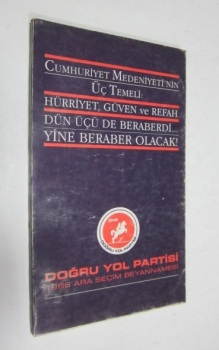 CUMHURİYET MEDENİYETİ'NİN
ÜÇ TEMELİ:
HÜRRİYET, GÜVEN ve REFAH
DÜN ÜÇÜ DE BERABERDİ...
YİNE BERABER OLACAK!
DOĞRU YOL PARTİSİ
ARA SEÇİM BEYANNAMESİ